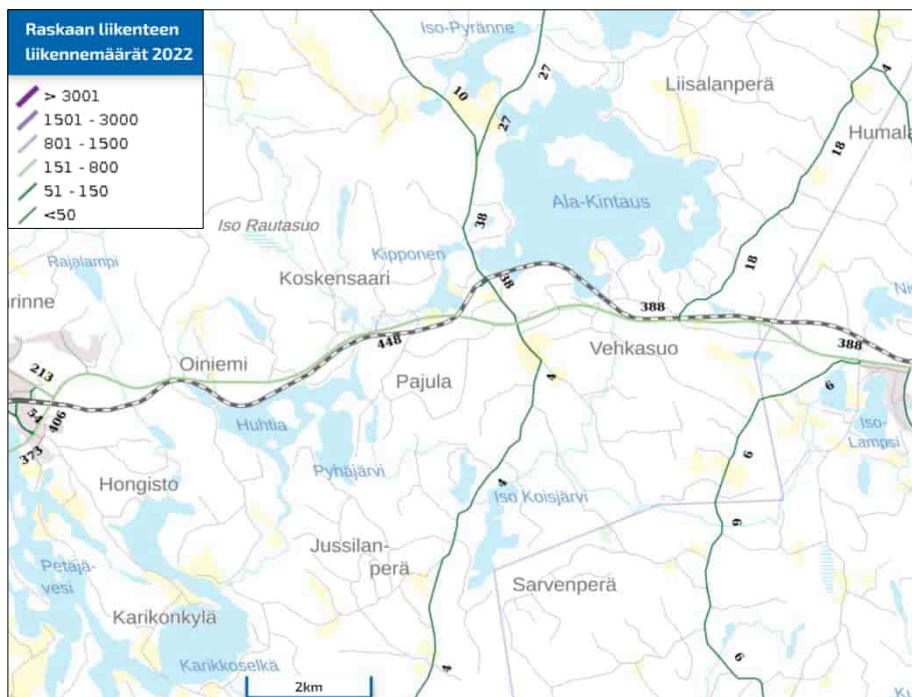 Raskaan liikenteen
liikennemäärät 2022
> 3001
1501 - 3000
801 - 1500
151 - 800
51 - 150
<50
Iso-Pyränne
27
10
27
Liisalanperä
4
Humala
18
Ala-Kintaus
38
Iso Rautasuo
Kipponen
Rajalampi
Koskensaari
18
38
nrinne
388
448
388
Vehkasuo
Oiniemi
213
Pajula
4
6
54
406
Huhtia
Iso-
Lampsi
373
Pyhäjärvi
6
Hongisto
4
Iso Koisjärvi
6
Jussilan-
perä
Petäjä-
vesi
Sarvenperä
Karikonkylä
Karikkoselkä
4
6
2km